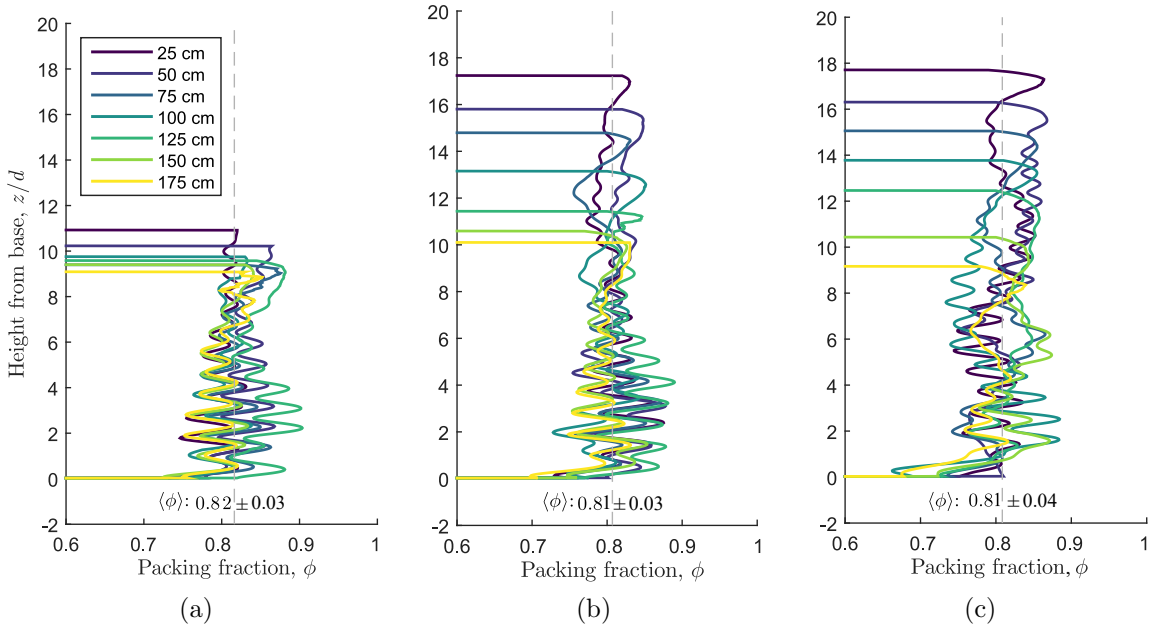 20
18
16
14
12
10
8
6
4
2
0
-2
Height from base, z/d
25 cm
50 cm
75 cm
100 cm
125 cm
150 cm
175 cm
⟨ϕ⟩: 0.82 ±0.03
0.6 0.7 0.8 0.9 1
Packing fraction, ϕ
(a)
20
18
16
14
12
10
8
6
4
2
0
-2
⟨ϕ⟩: 0.81 ±0.03
0.6 0.7 0.8 0.9 1
Packing fraction, ϕ
(b)
20
18
16
14
12
10
8
6
4
2
0
-2
⟨ϕ⟩: 0.81 ±0.04
0.6 0.7 0.8 0.9 1
Packing fraction, ϕ
(c)